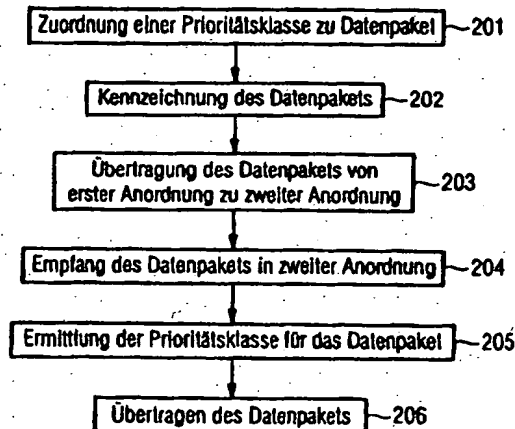 Zuordnung einer Prioritätsklasse zu Datenpaket 201
Kennzeichnung des Datenpakets 202
Übertragung des Datenpakets von
erster Anordnung zu zweiter Anordnung 203
Empfang des Datenpakets in zweiter Anordnung 204
Ermittlung der Prioritätsklasse für das Datenpaket 205
Übertragen des Datenpakets 206